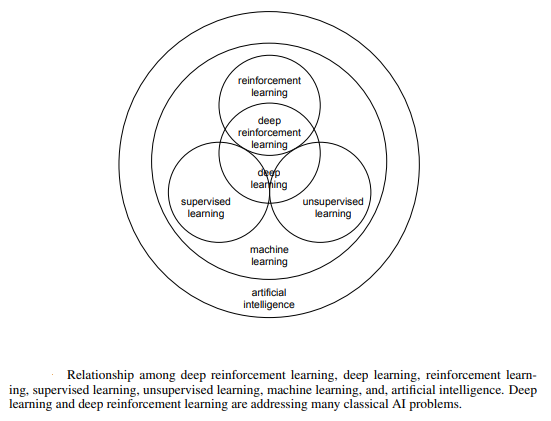 reinforcement
learning
deep
reinforcement
learning
deep
learning
supervised
learning
unsupervised
learning
machine
learning
artificial
intelligence
Relationship among deep reinforcement learning, deep learning, reinforcement learn-
ing, supervised learning, unsupervised learning, machine learning, and, artificial intelligence. Deep
learning and deep reinforcement learning are addressing many classical AI problems.